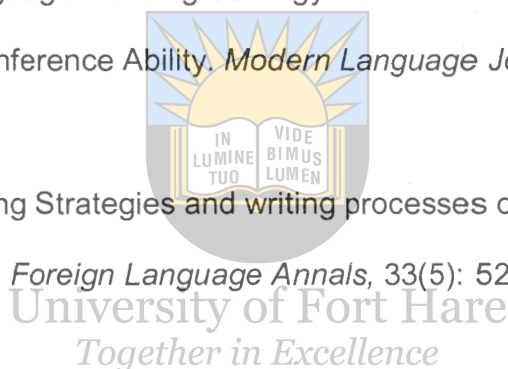 nference Ability. Modern Language Jo
IN LUMINE TUO
VIDE BIMUS LUMEN
ng Strategies and writing processes o
Foreign Language Annals, 33(5): 52
University of Fort Hare
Together in Excellence